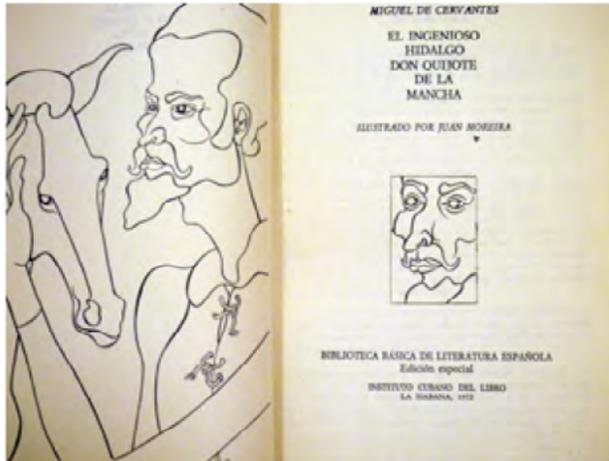 MIGUEL DE CERVANTES
EL INGENIOSO
HIDALGO
DON QUIJOTE
DE LA
MANCHA
ILUSTRADO POR JUAN MOREIRA
BIBLIOTECA BÁSICA DE LITERATURA ESPAÑOLA
Edición especial
INSTITUTO CUBANO DEL LIBRO
LA HABANA, 1972